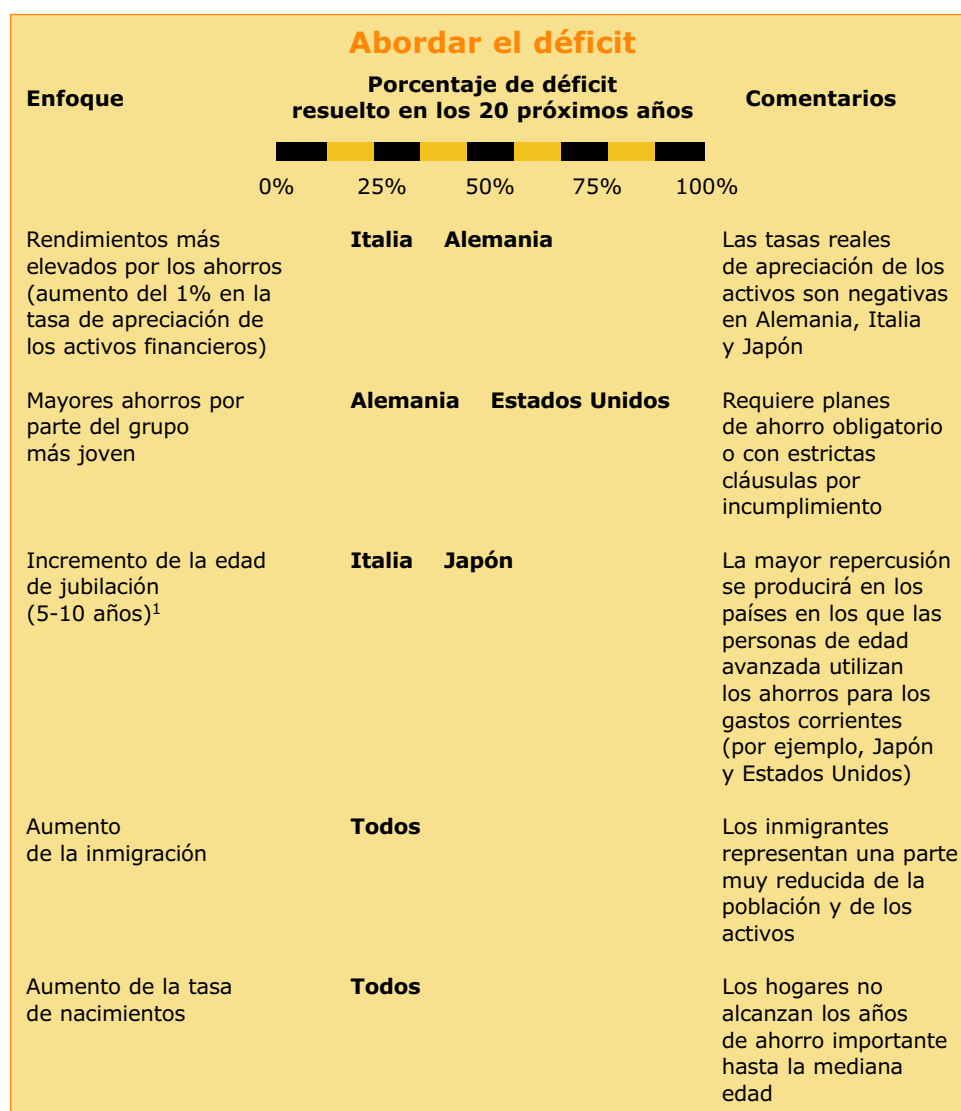 Abordar el déficit
Enfoque
Porcentaje de déficit
resuelto en los 20 próximos años
Comentarios
0% 25% 50% 75% 100%
Rendimientos más
elevados por los ahorros
(aumento del 1% en la
tasa de apreciación de
los activos financieros)
Italia Alemania
Las tasas reales
de apreciación de los
activos son negativas
en Alemania, Italia
y Japón
Mayores ahorros por
parte del grupo
más joven
Alemania Estados Unidos
Requiere planes
de ahorro obligatorio
o con estrictas
cláusulas por
incumplimiento
Incremento de la edad
de jubilación
(5-10 años)¹
Italia Japón
La mayor repercusión
se producirá en los
países en los que las
personas de edad
avanzada utilizan
los ahorros para los
gastos corrientes
(por ejemplo, Japón
y Estados Unidos)
Aumento
de la inmigración
Todos
Los inmigrantes
representan una parte
muy reducida de la
población y de los
activos
Aumento de la tasa
de nacimientos
Todos
Los hogares no
alcanzan los años
de ahorro importante
hasta la mediana
edad